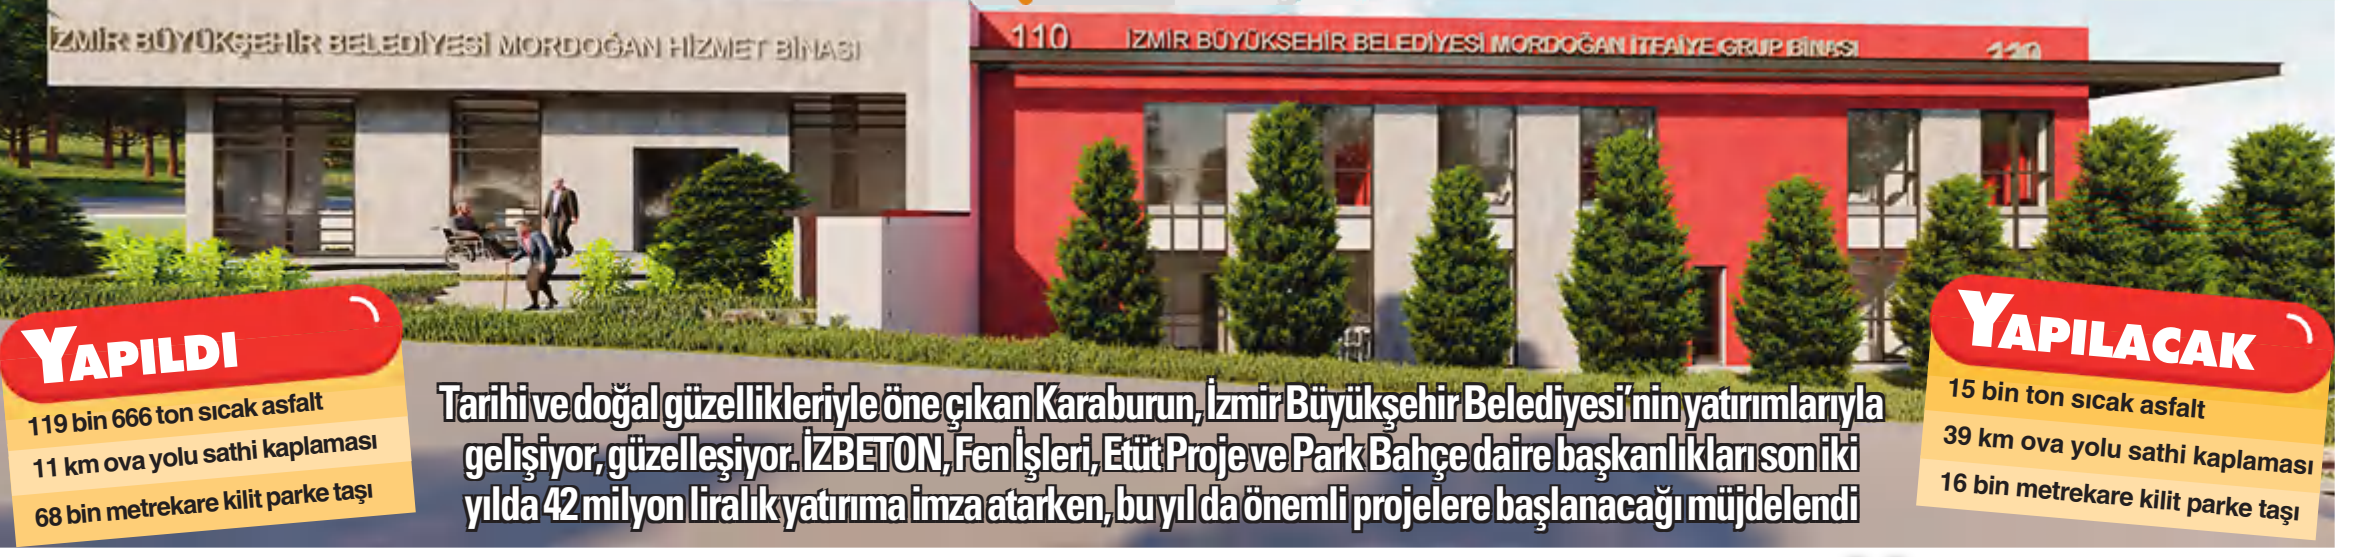 İZMİR BÜYÜKŞEHİR BELEDİYESİ MORDOĞAN HİZMET BİNASI
110 İZMİR BÜYÜKSEHİR BELEDİYESİ MORDOĞAN İTFAİYE GRUP BİNASI 110
YAPILDI
119 bin 666 ton sıcak asfalt
11 km ova yolu sathi kaplaması
68 bin metrekare kilit parke taşı
Tarihi ve doğal güzellikleriyle öne çıkan Karaburun, İzmir Büyükşehir Belediyesi’nin yatırımlarıyla
gelişiyor, güzelleşiyor. İZBETON, Fen İşleri, Etüt Proje ve Park Bahçe daire başkanlıkları son iki
yılda 42 milyon liralık yatırıma imza atarken, bu yıl da önemli projelere başlanacağı müjdelendi
YAPILACAK
15 bin ton sıcak asfalt
39 km ova yolu sathi kaplaması
16 bin metrekare kilit parke taşı